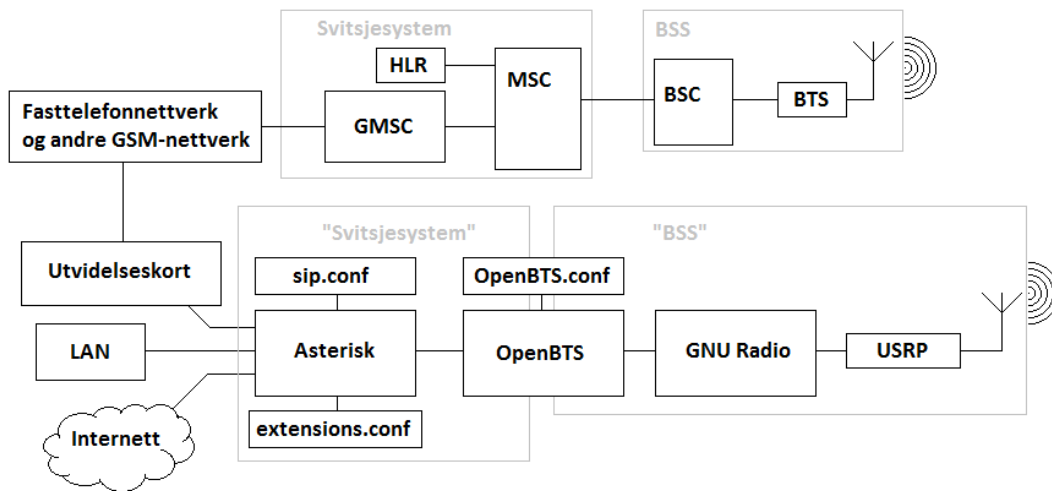 Svitsjesystem
BSS
HLR
MSC
BSC
BTS
Fasttelefonnettverk
og andre GSM-nettverk
GMSC
"Svitsjesystem"
"BSS"
Utvidelseskort
sip.conf
OpenBTS.conf
LAN
Asterisk
OpenBTS
GNU Radio
USRP
Internett
extensions.conf